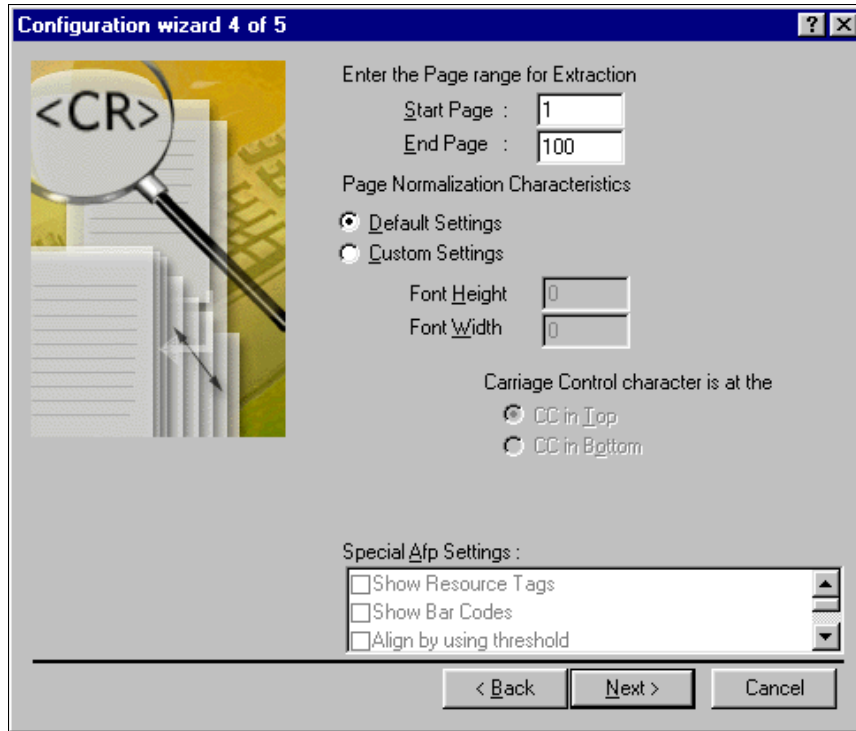 Configuration wizard 4 of 5
<CR>
Enter the Page range for Extraction
Start Page : 1
End Page : 100
Page Normalization Characteristics
Default Settings
Custom Settings
Font Height 0
Font Width 0
Carriage Control character is at the
CC in Top
CC in Bottom
Special Afp Settings :
Show Resource Tags
Show Bar Codes
Align by using threshold
< Back Next > Cancel